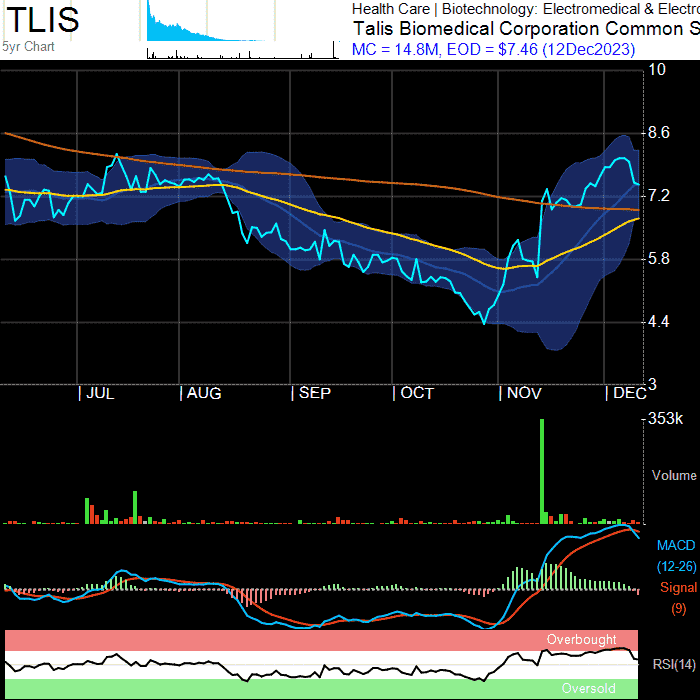 TLIS
5yr Chart
Health Care | Biotechnology: Electromedical & Electro
Talis Biomedical Corporation Common S
MC = 14.8M, EOD = $7.46 (12Dec2023)
10
8.6
7.2
5.8
4.4
3
| JUL | AUG | SEP | OCT | NOV | DEC
353k
Volume
MACD
(12-26)
Signal
(9)
Overbought
RSI(14)
Oversold